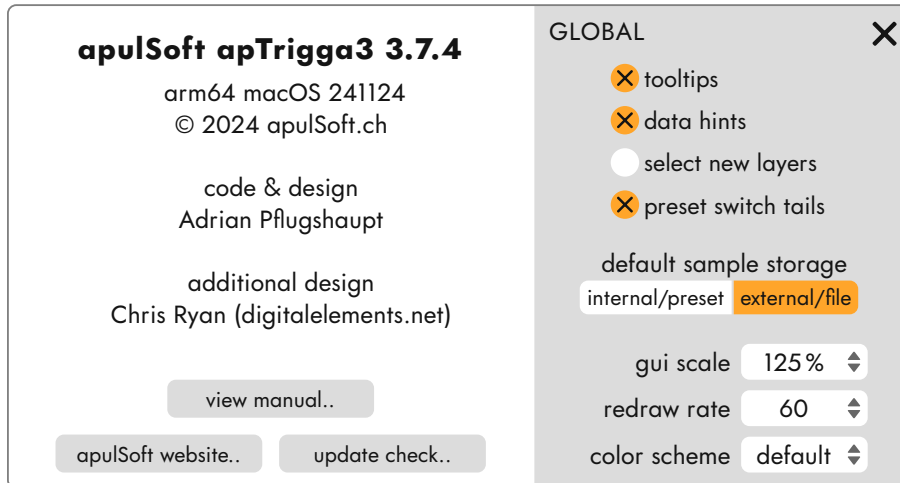 apulSoft apTrigga3 3.7.4
arm64 macOS 241124
© 2024 apulSoft.ch
code & design
Adrian Pflugshaupt
additional design
Chris Ryan (digitalelements.net)
view manual..
apulSoft website.. update check..
GLOBAL
tooltips
data hints
select new layers
preset switch tails
default sample storage
internal/preset external/file
gui scale 125%
redraw rate 60
color scheme default